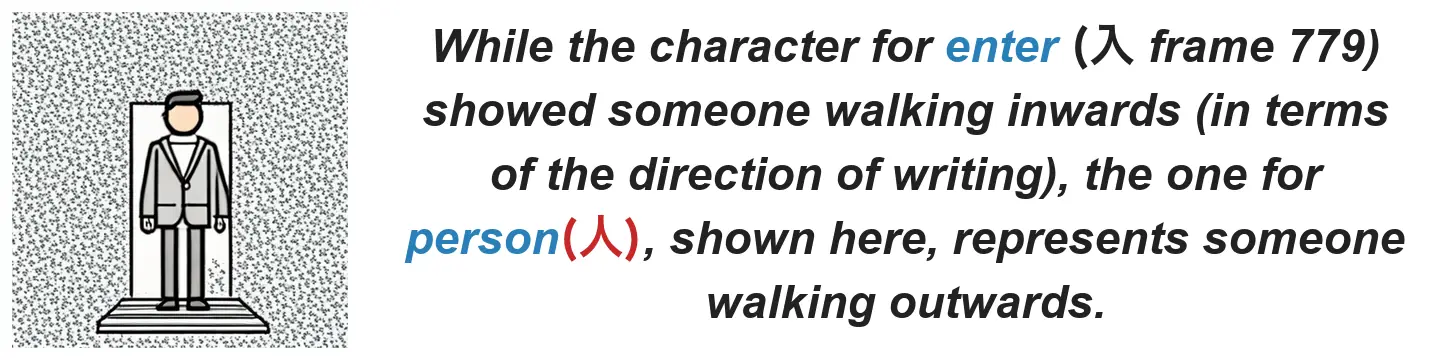 While the character for enter (入 frame 779)
showed someone walking inwards (in terms
of the direction of writing), the one for
person(人), shown here, represents someone
walking outwards.